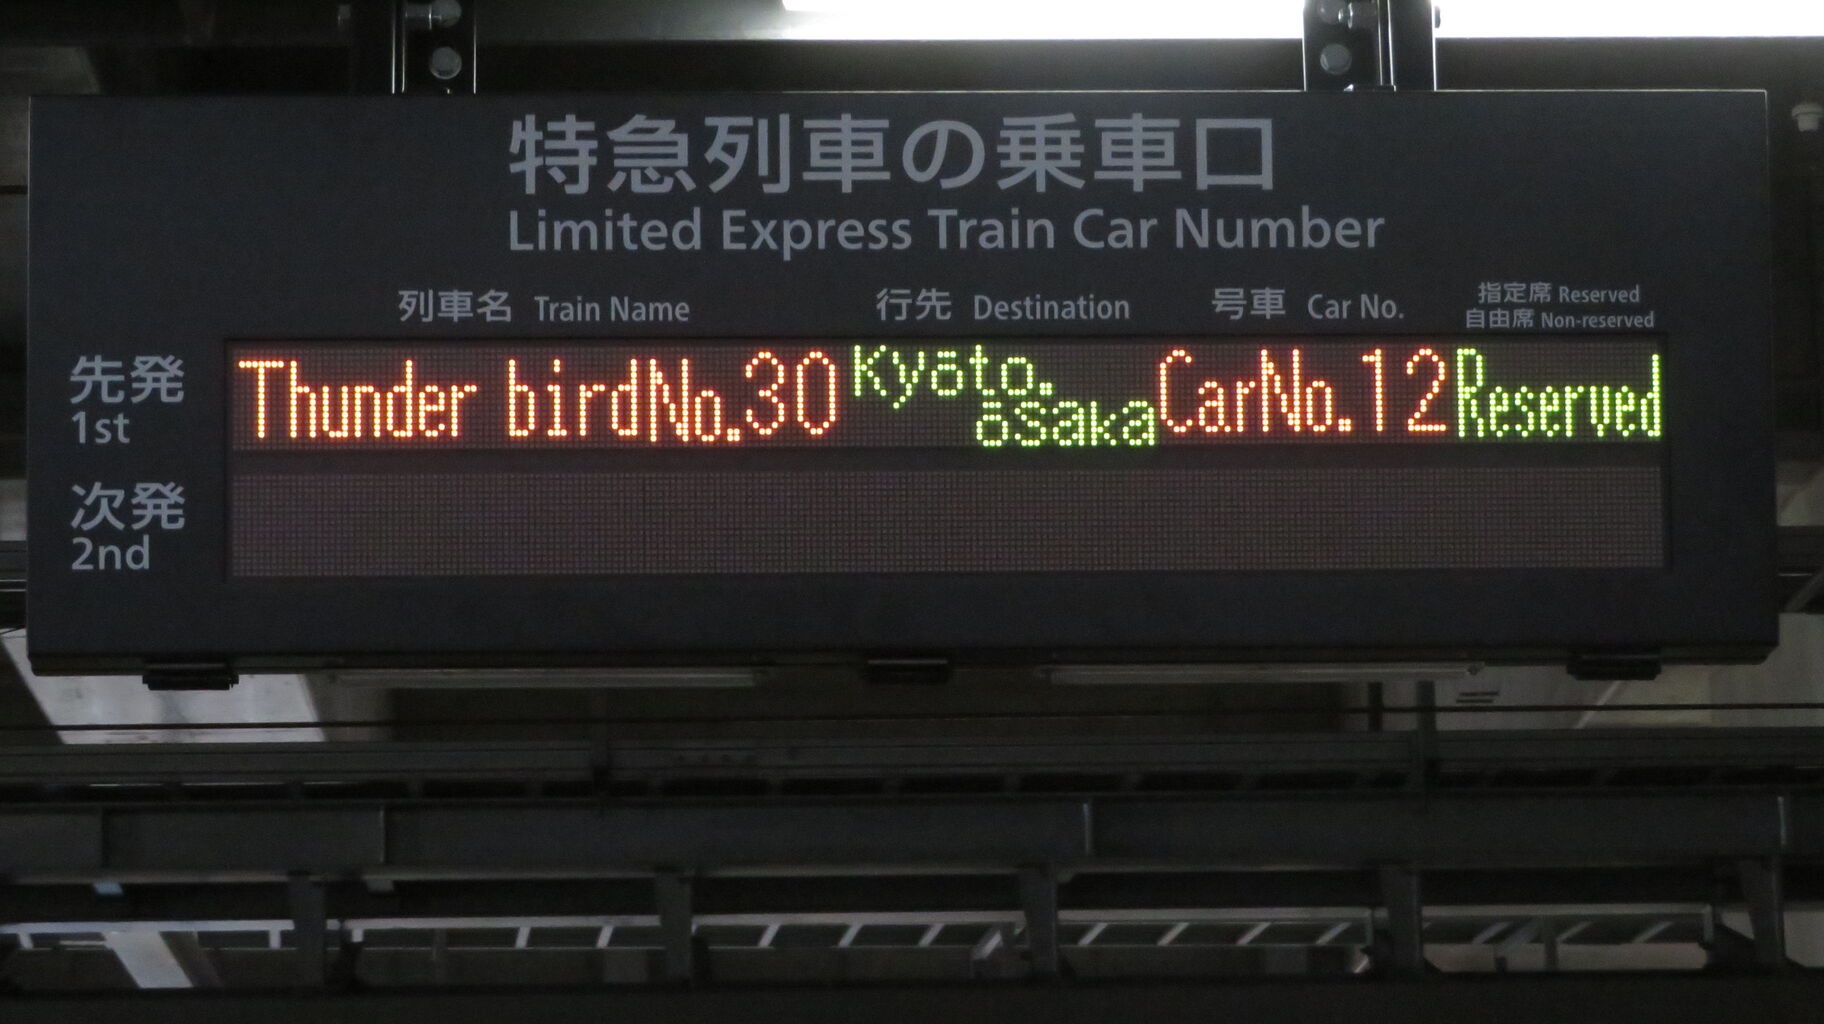 特急列車の乗車口
Limited Express Train Car Number
列車名 Train Name 行先 Destination 号車 Car No. 指定席 Reserved
自由席 Non-reserved
先発 Thunder birdNo.30 Kyōto. CarNo.12 Reserved
1st ōsaka
次発
2nd